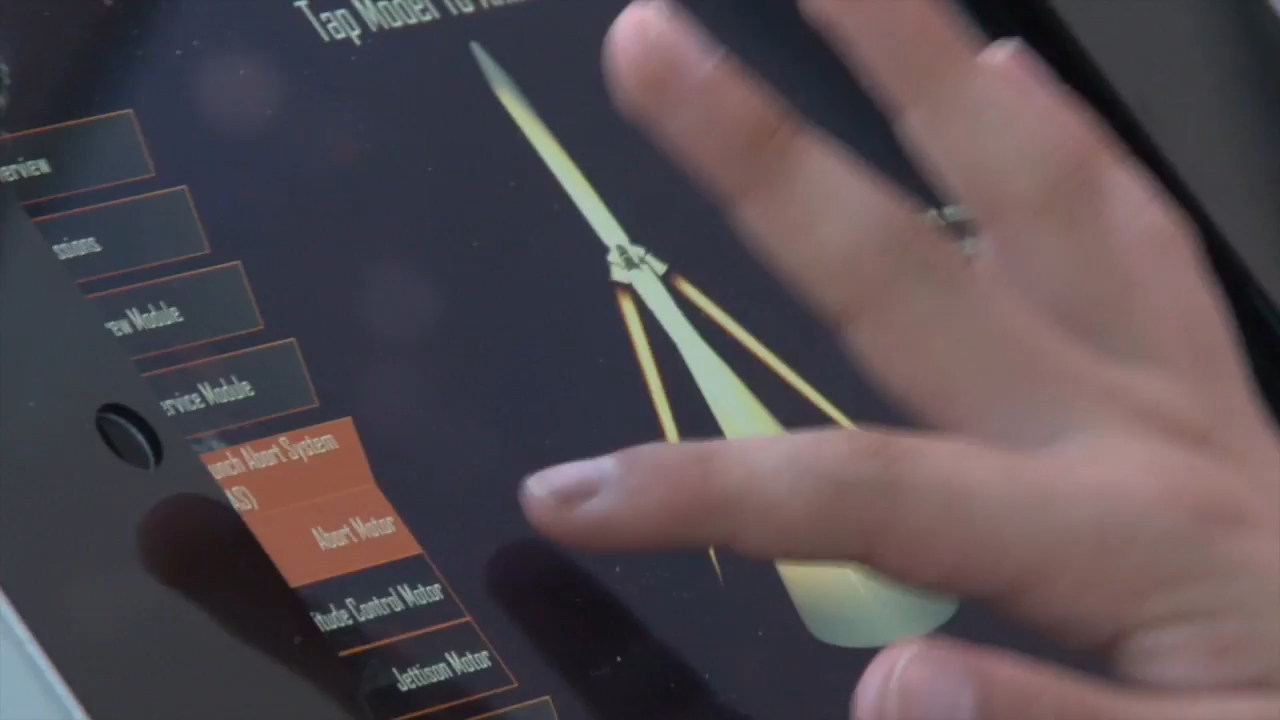 Tap Model To
erview
ssions
ew Module
ervice Module
unch Abort System
AS)
Abort Motor
itude Control Motor
Jettison Motor